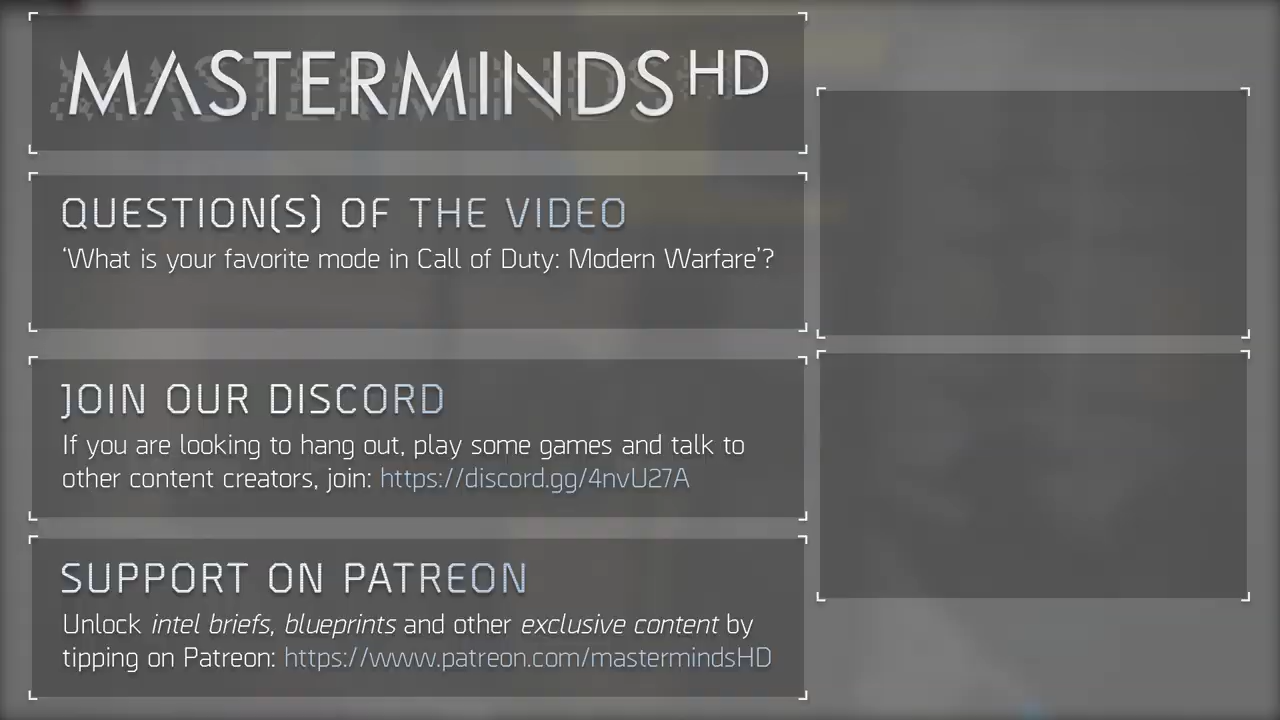 MASTERMINDSHD
QUESTION(S) OF THE VIDEO
‘What is your favorite mode in Call of Duty: Modern Warfare’?
JOIN OUR DISCORD
If you are looking to hang out, play some games and talk to
other content creators, join: https://discord.gg/4nvU27A
SUPPORT ON PATREON
Unlock intel briefs, blueprints and other exclusive content by
tipping on Patreon: https://www.patreon.com/mastermindsHD